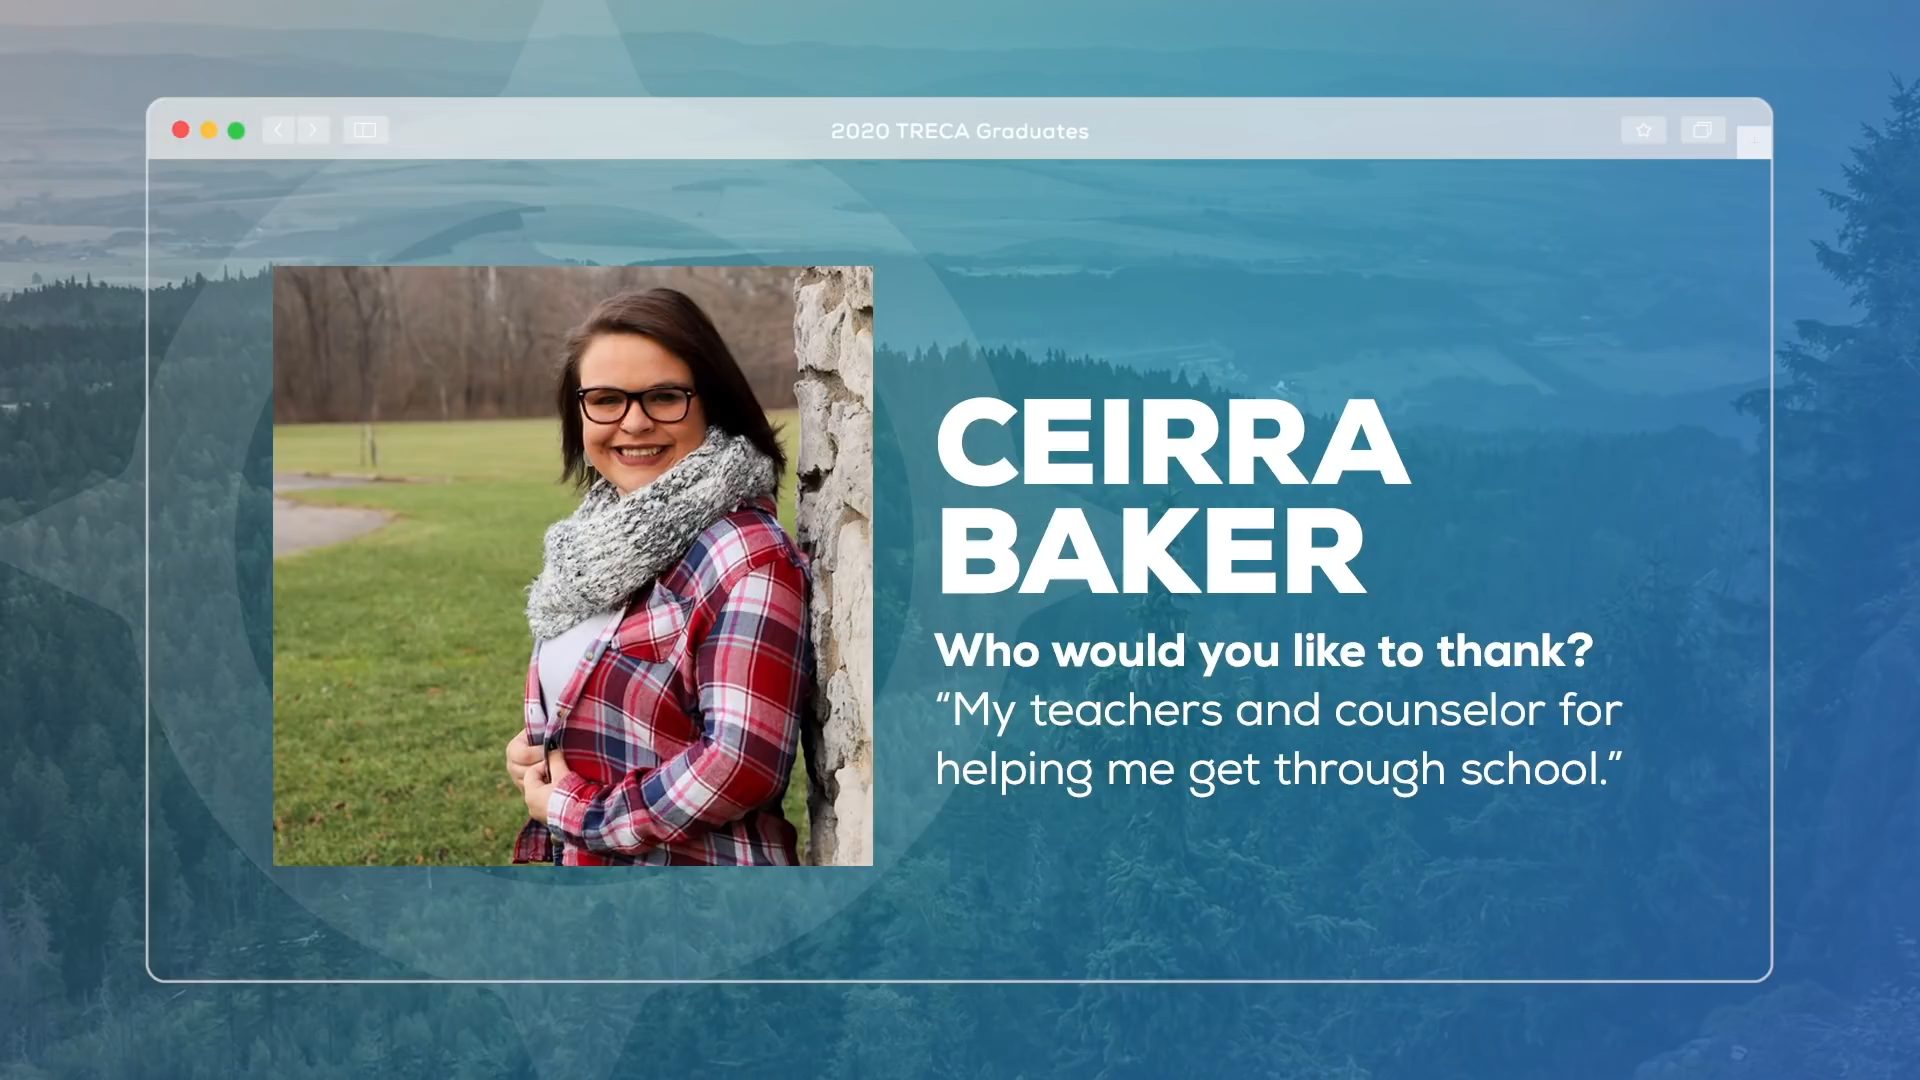 2020 TRECA Graduates
CEIRRA
BAKER
Who would you like to thank?
“My teachers and counselor for
helping me get through school.”